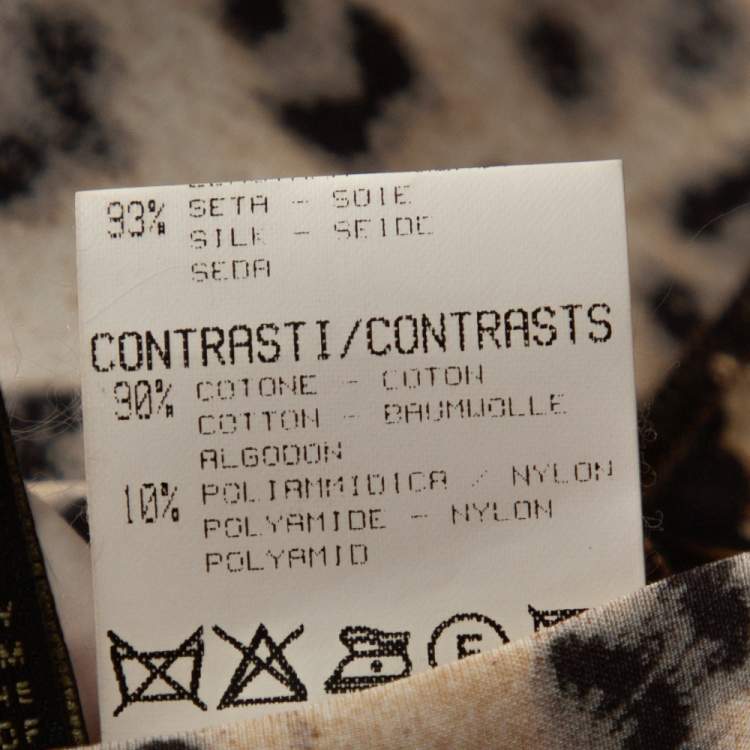 93% SETA - SOIE
SILK - SEIDE
SEDA
CONTRASTI/CONTRASTS
90% COTONE - COTON
COTTON - BAUMWOLLE
ALGODON
10% POLIAMMIDICA / NYLON
POLYAMIDE - NYLON
POLYAMID